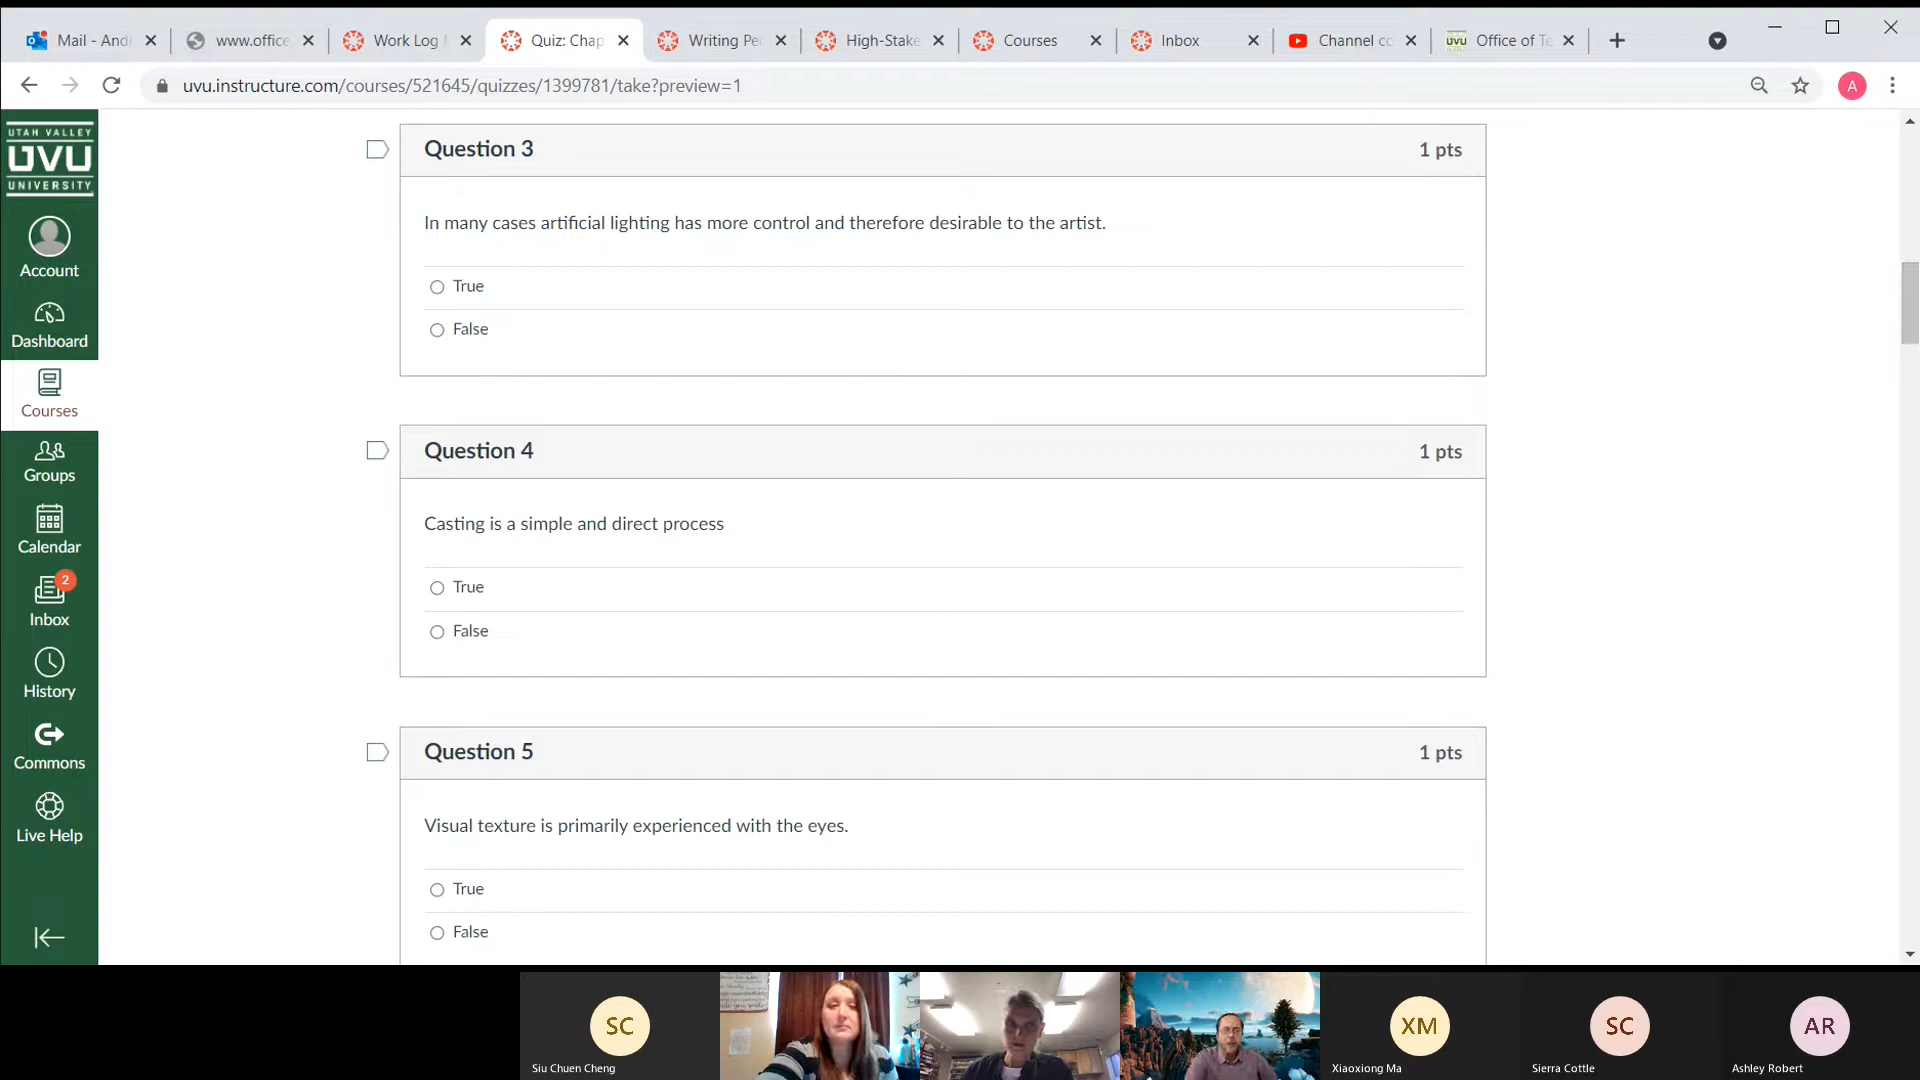 Mail - And
www.office
Work Log
Quiz: Chap
Writing Pe
High-Stake
Courses
Inbox
Channel co
Office of Te
uvu.instructure.com/courses/521645/quizzes/1399781/take?preview=1
A
UTAH VALLEY
UVU
UNIVERSITY
Account
Dashboard
Courses
Groups
Calendar
2
Inbox
History
Commons
Live Help
Question 3
1 pts
In many cases artificial lighting has more control and therefore desirable to the artist.
True
False
Question 4
1 pts
Casting is a simple and direct process
True
False
Question 5
1 pts
Visual texture is primarily experienced with the eyes.
True
False
SC
Siu Chuen Cheng
XM
Xiaoxiong Ma
SC
Sierra Cottle
AR
Ashley Robert